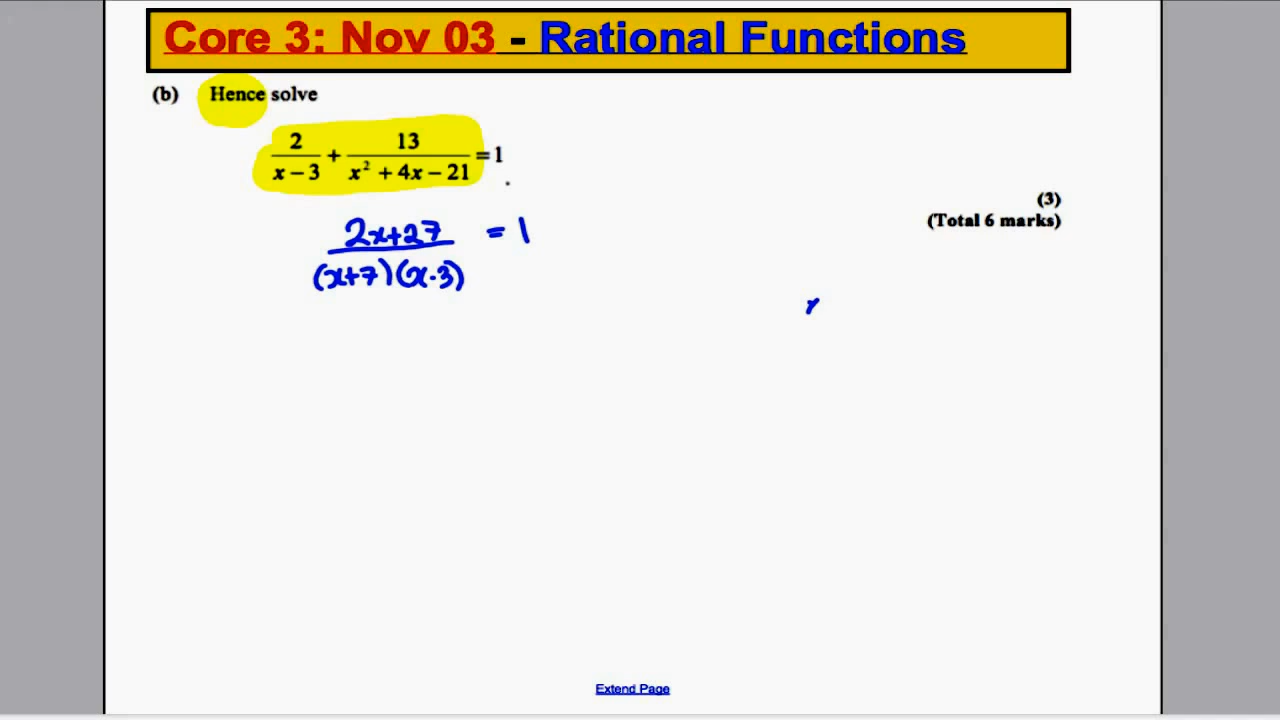 Core 3: Nov 03 - Rational Functions
(b) Hence solve
2/(x − 3) + 13/(x² + 4x − 21) = 1
(3)
(Total 6 marks)
2x+27/(x+7)(x-3) = 1
Extend Page